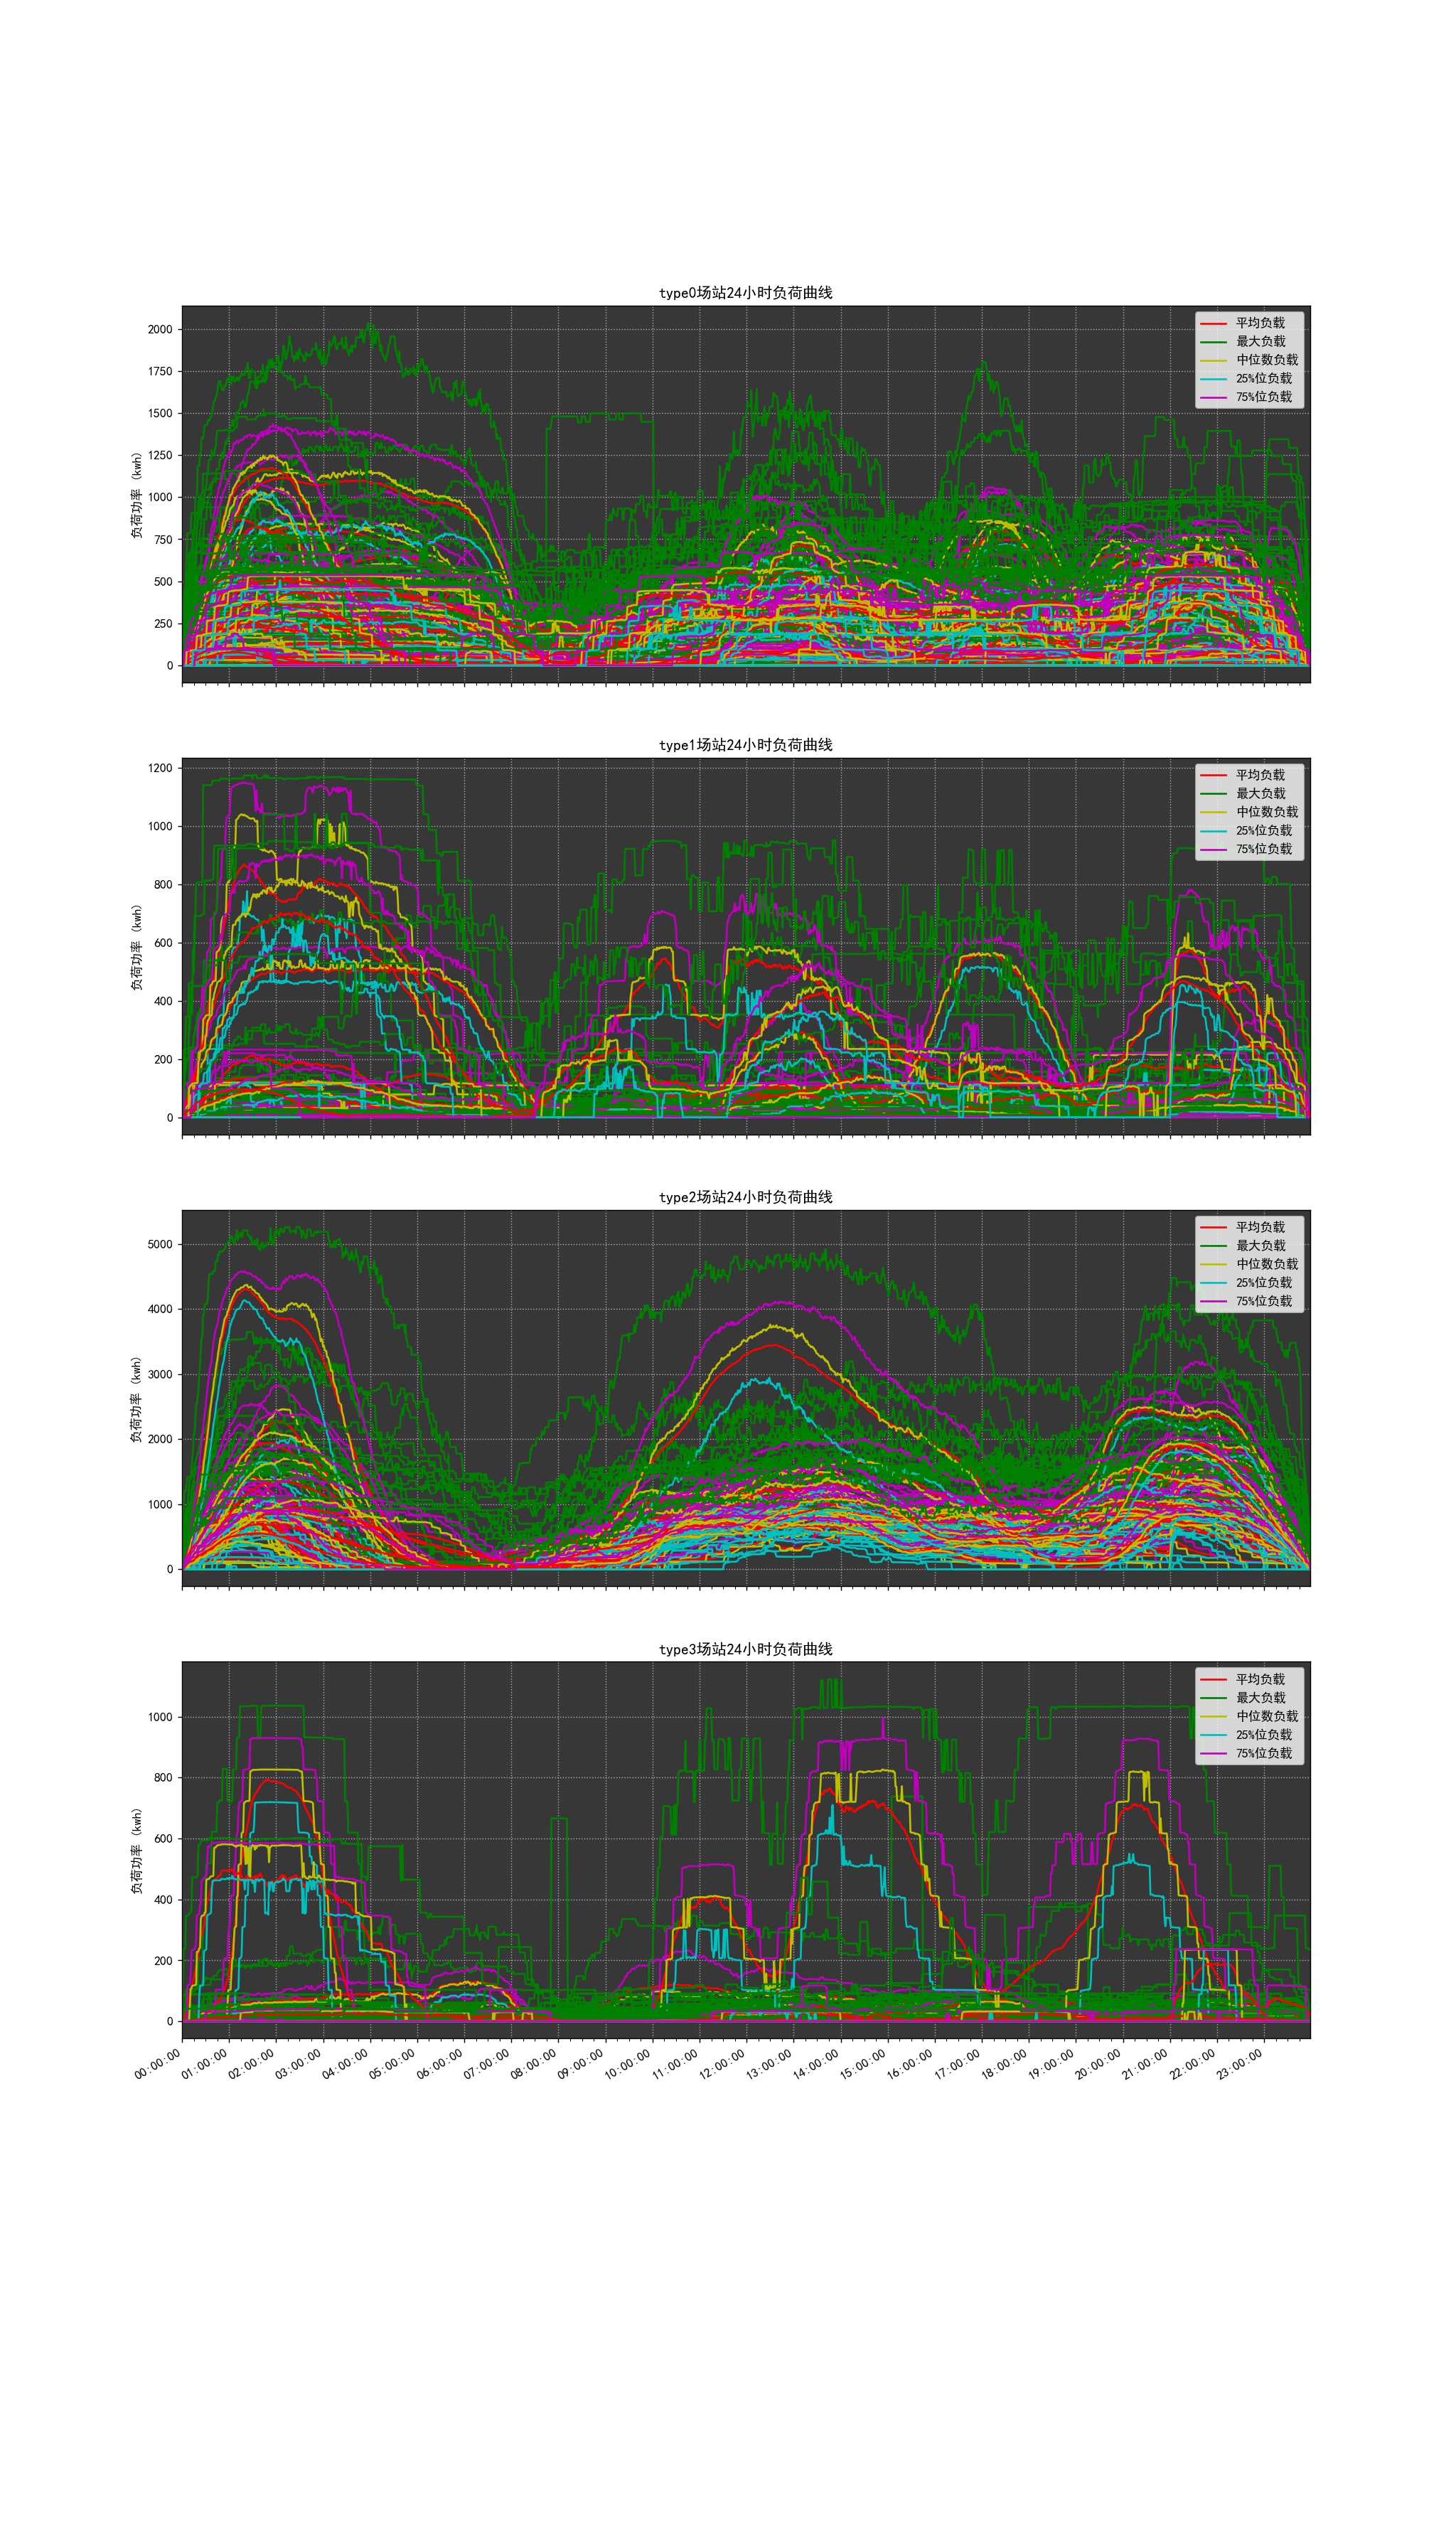 type0场站24小时负荷曲线
负荷功率 (kwh)
2000
1750
1500
1250
1000
750
500
250
0
平均负载
最大负载
中位数负载
25%位负载
75%位负载
type1场站24小时负荷曲线
负荷功率 (kwh)
1200
1000
800
600
400
200
0
平均负载
最大负载
中位数负载
25%位负载
75%位负载
type2场站24小时负荷曲线
负荷功率 (kwh)
5000
4000
3000
2000
1000
0
平均负载
最大负载
中位数负载
25%位负载
75%位负载
type3场站24小时负荷曲线
负荷功率 (kwh)
1000
800
600
400
200
0
平均负载
最大负载
中位数负载
25%位负载
75%位负载
00:00:00
01:00:00
02:00:00
03:00:00
04:00:00
05:00:00
06:00:00
07:00:00
08:00:00
09:00:00
10:00:00
11:00:00
12:00:00
13:00:00
14:00:00
15:00:00
16:00:00
17:00:00
18:00:00
19:00:00
20:00:00
21:00:00
22:00:00
23:00:00